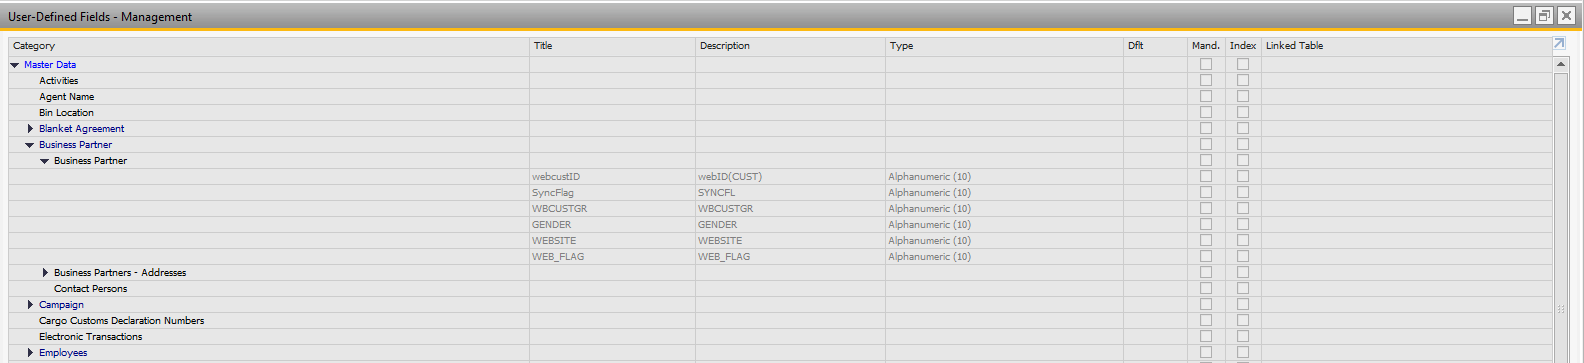 User-Defined Fields - Management
Category Title Description Type Dflt Mand. Index Linked Table
Master Data
Activities
Agent Name
Bin Location
Blanket Agreement
Business Partner
Business Partner
webcustID webID(CUST) Alphanumeric (10)
SyncFlag SYNCFL Alphanumeric (10)
WBCUSTGR WBCUSTGR Alphanumeric (10)
GENDER GENDER Alphanumeric (10)
WEBSITE WEBSITE Alphanumeric (10)
WEB_FLAG WEB_FLAG Alphanumeric (10)
Business Partners - Addresses
Contact Persons
Campaign
Cargo Customs Declaration Numbers
Electronic Transactions
Employees